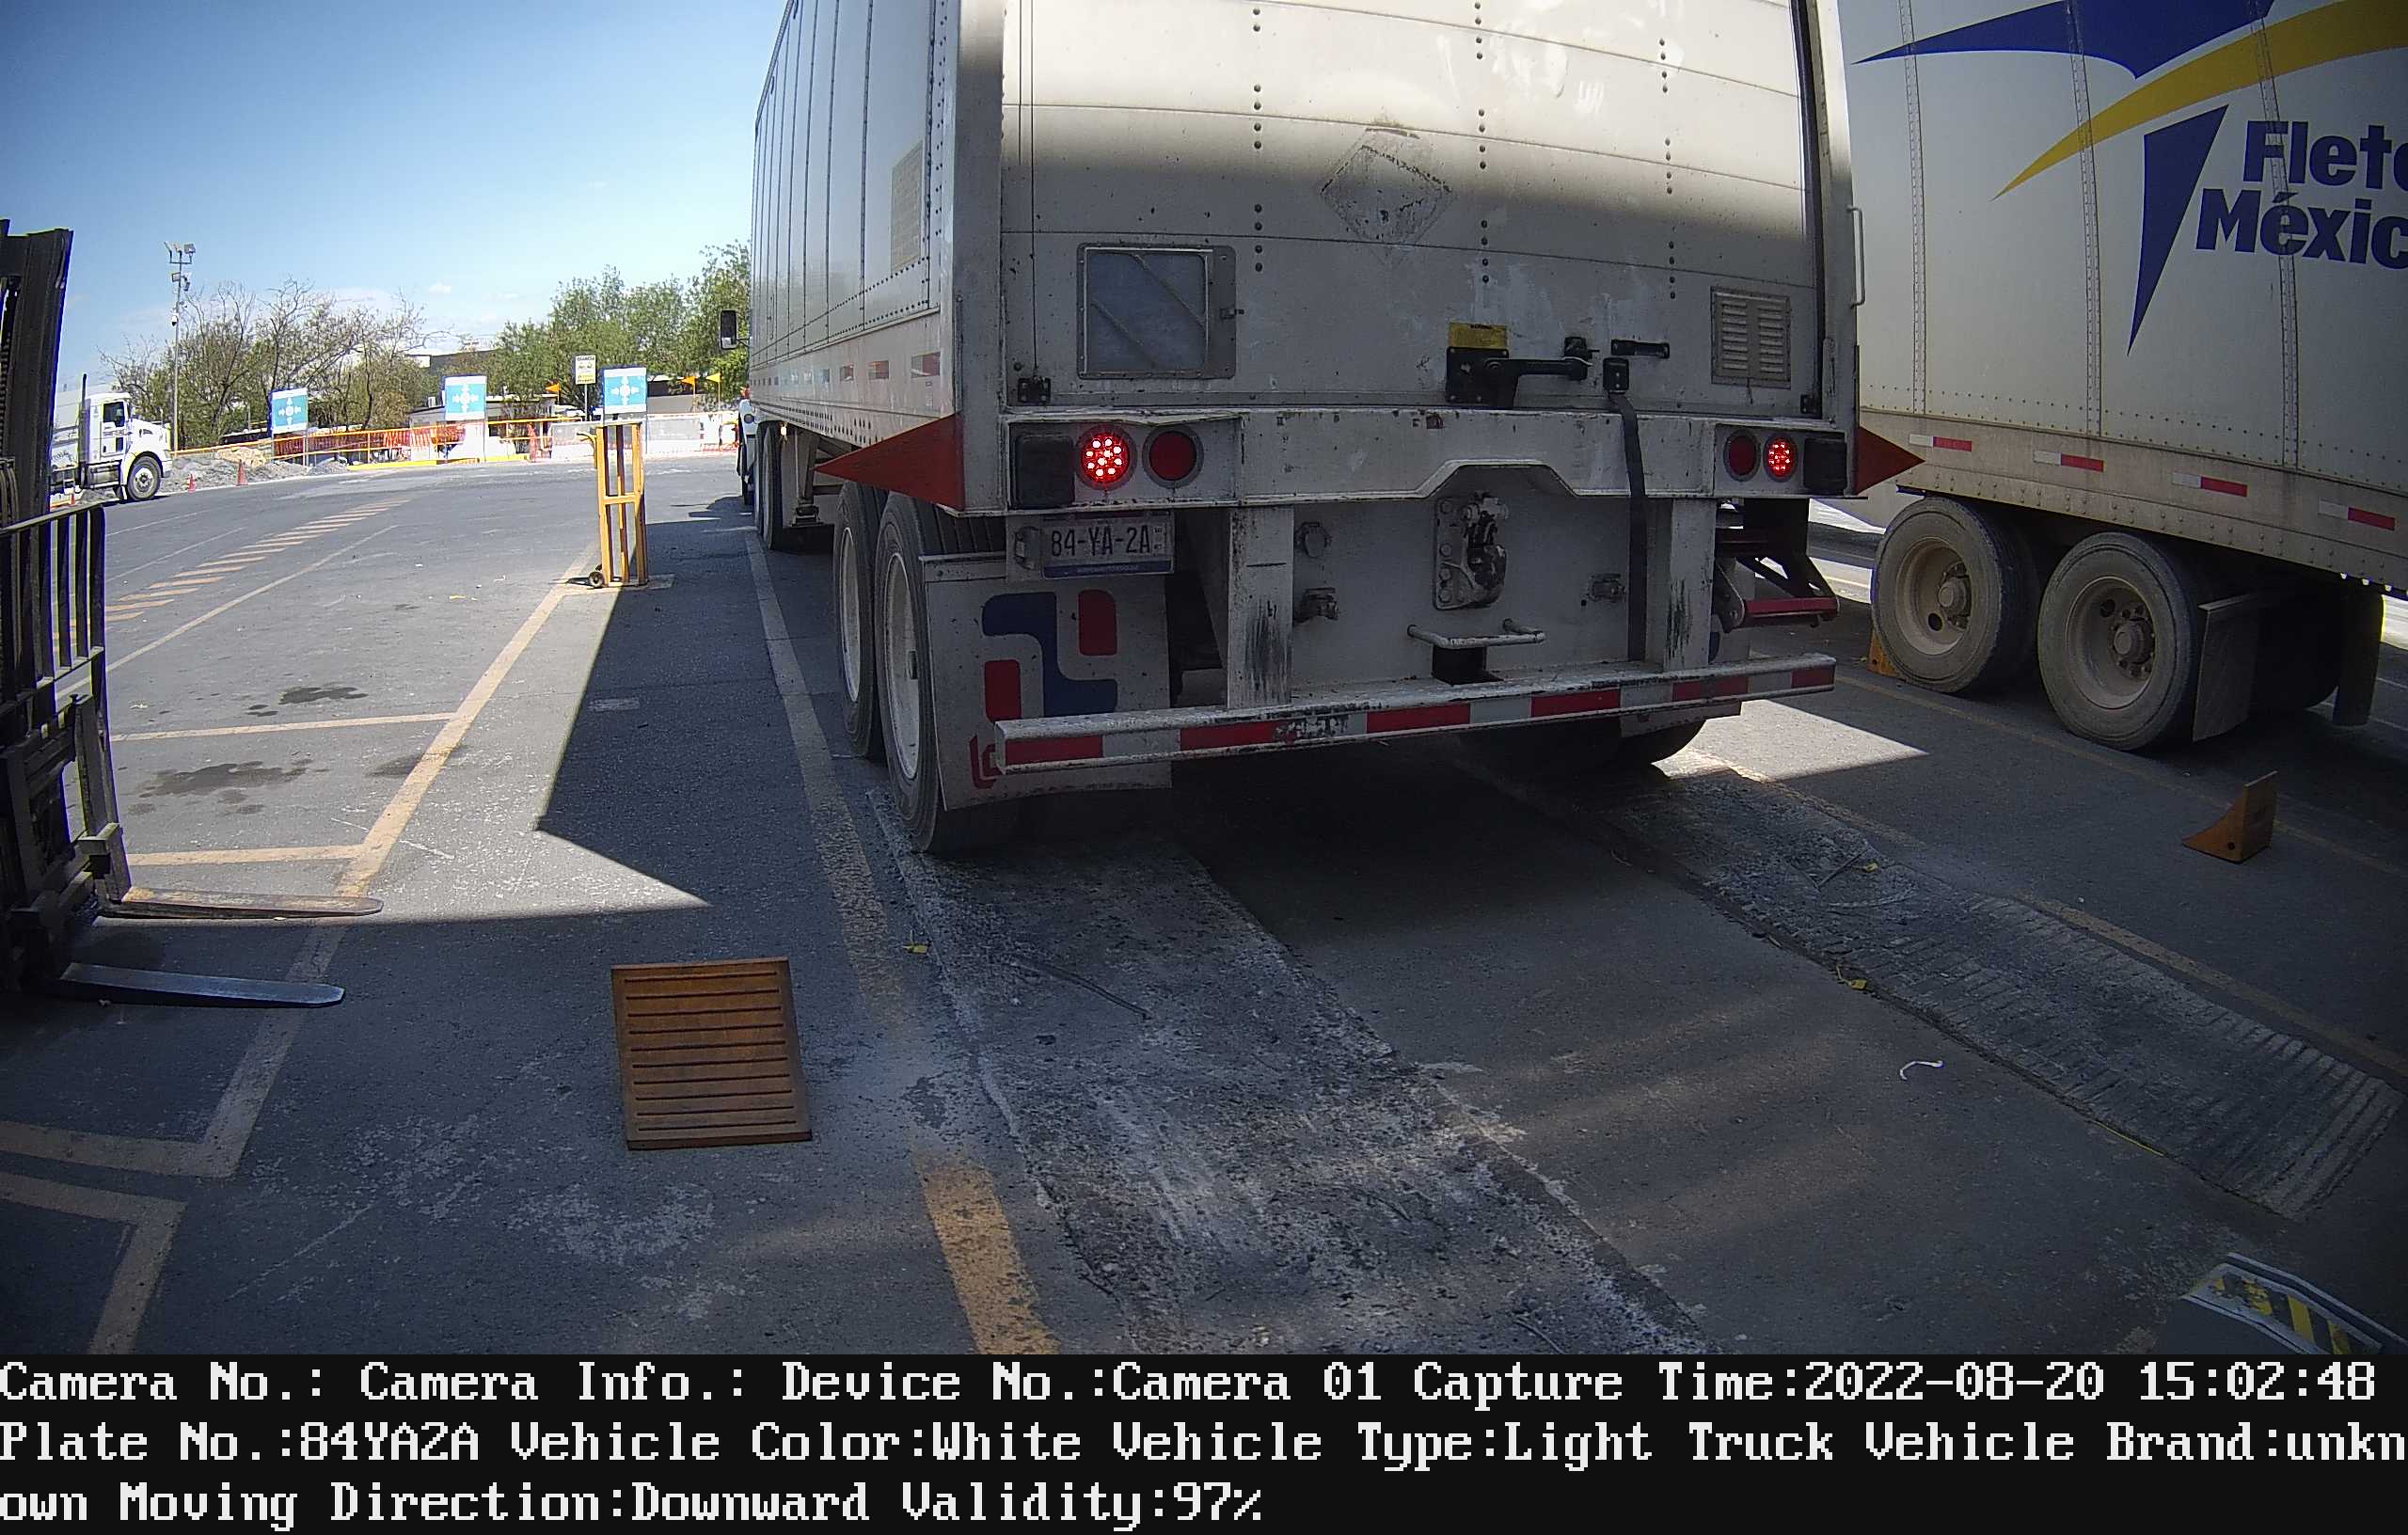 Flete
Méxic
84-YA-2A
Camera No.: Camera Info.: Device No.:Camera 01 Capture Time:2022-08-20 15:02:48
Plate No.:84YA2A Vehicle Color:White Vehicle Type:Light Truck Vehicle Brand:unkn
own Moving Direction:Downward Validity:97%